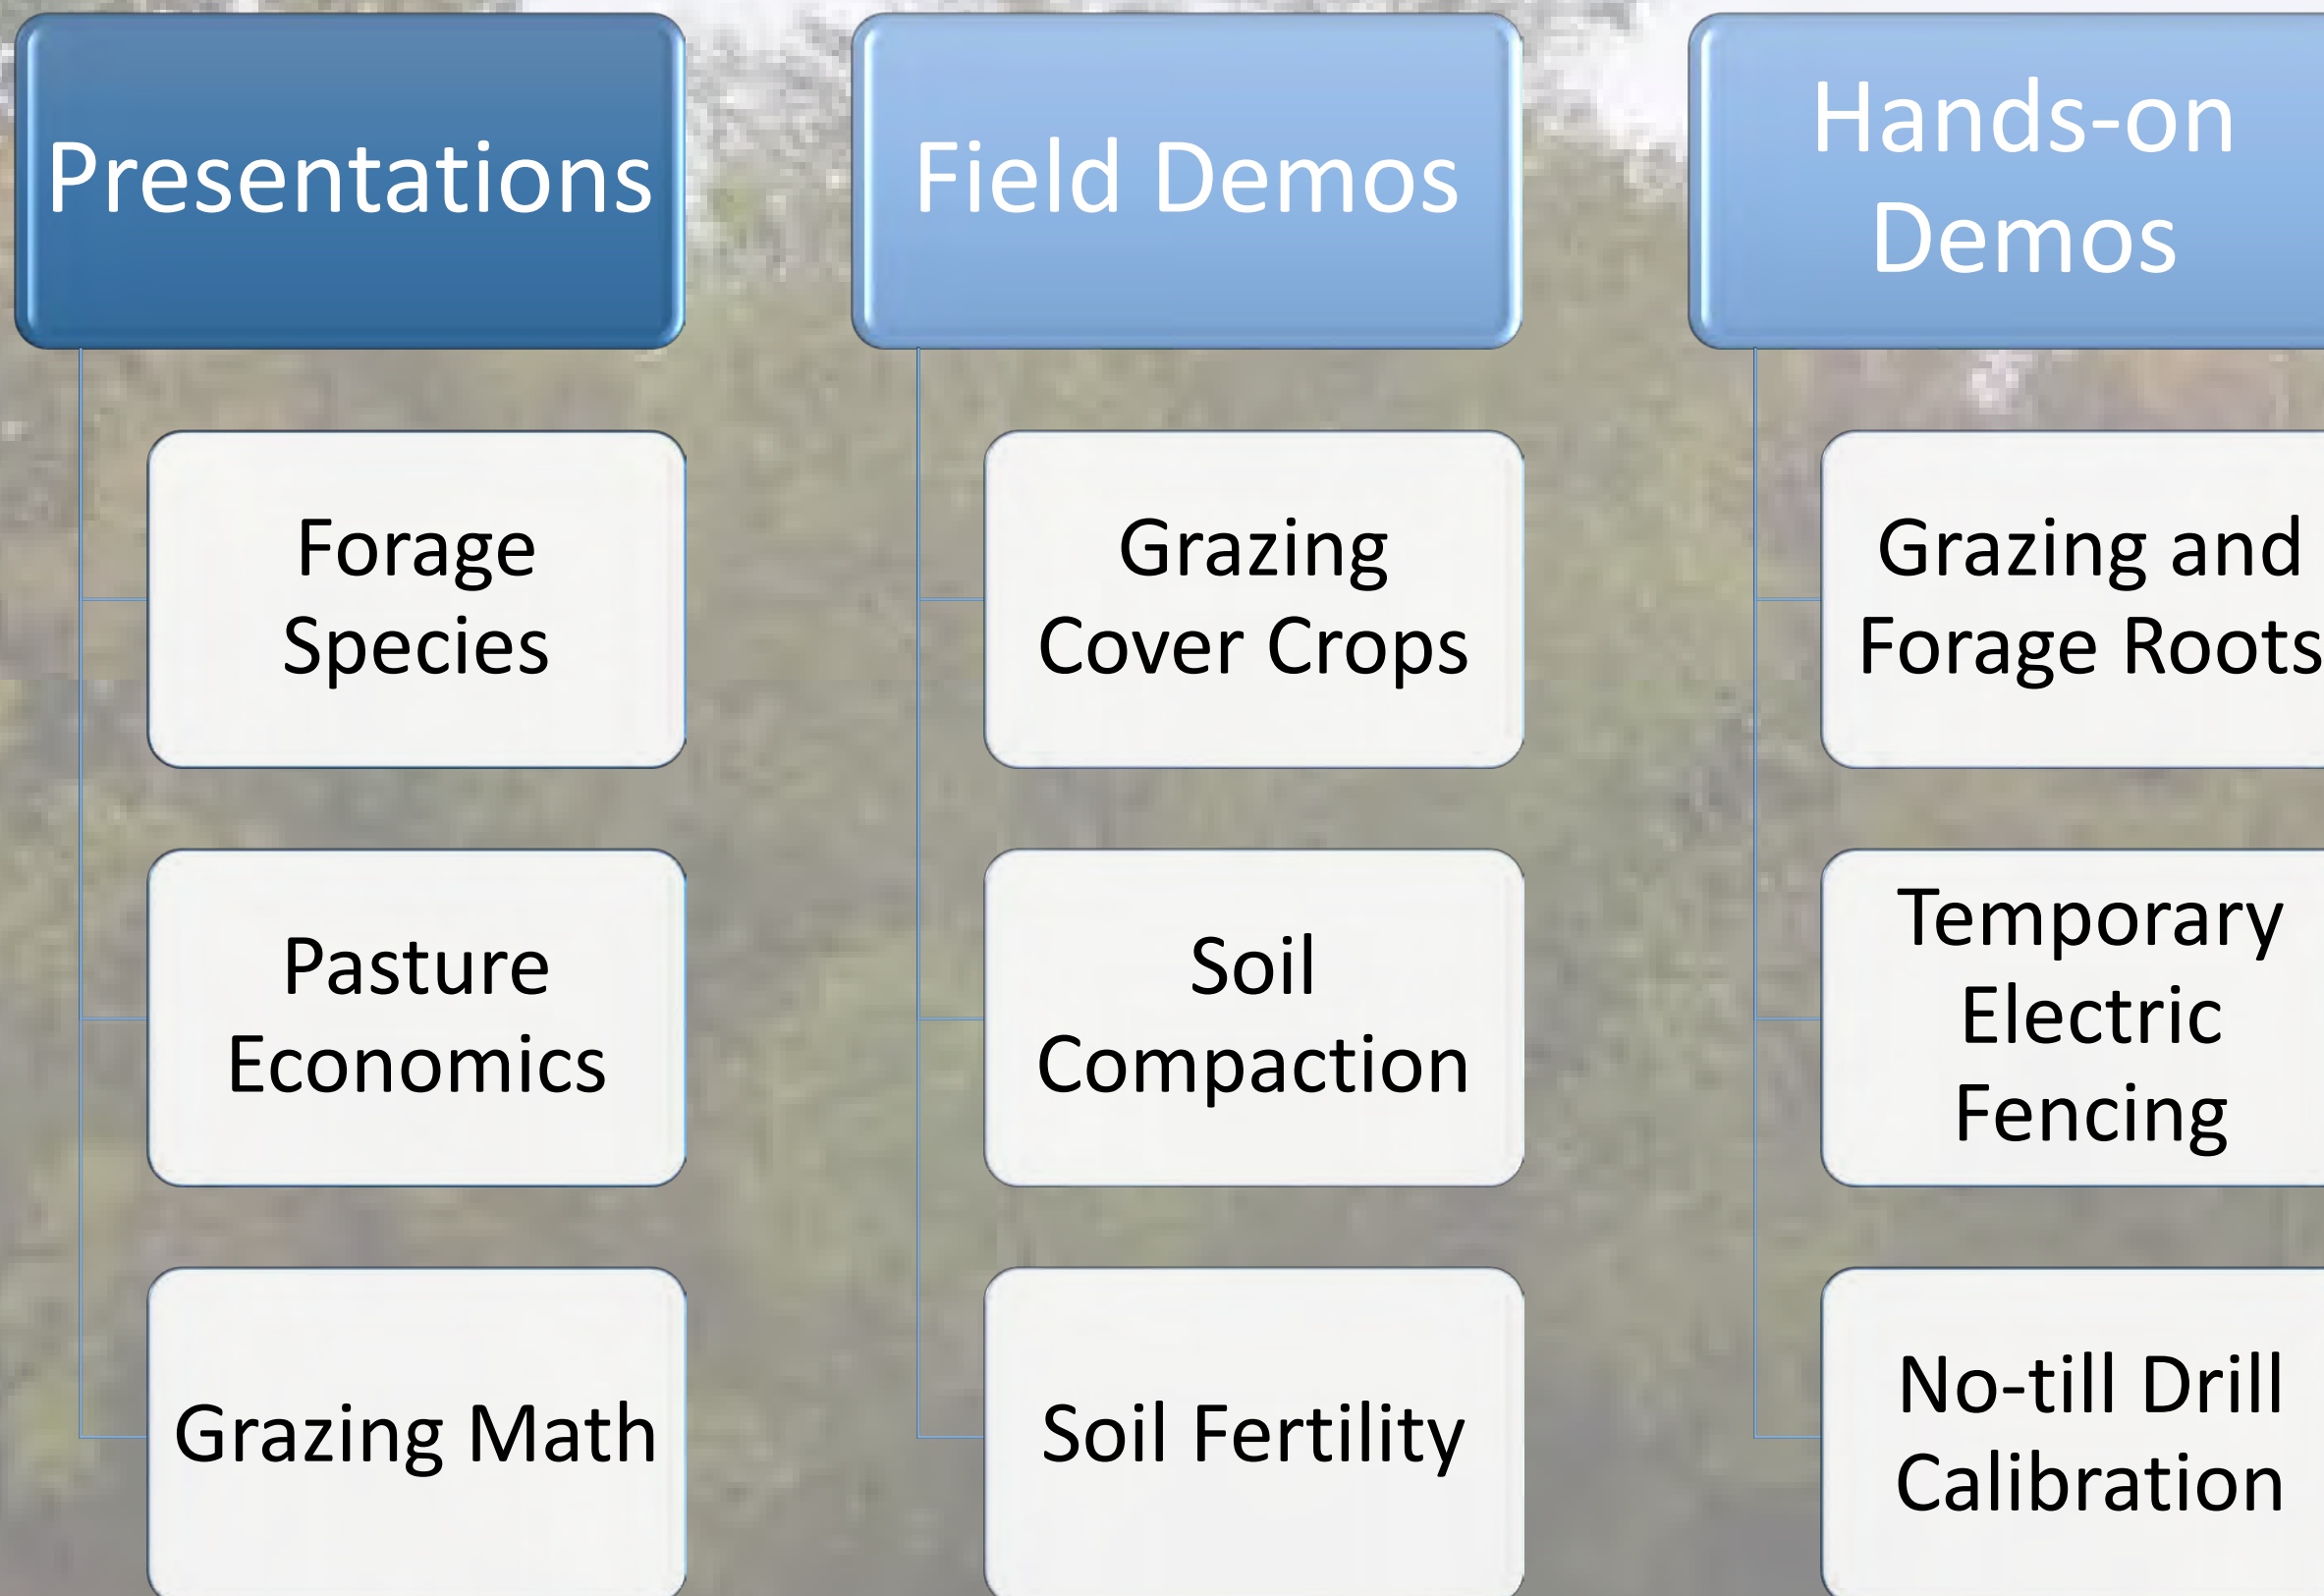 Presentations
Forage
Species
Pasture
Economics
Grazing Math
Field Demos
Grazing
Cover Crops
Soil
Compaction
Soil Fertility
Hands-on
Demos
Grazing and
Forage Roots
Temporary
Electric
Fencing
No-till Drill
Calibration